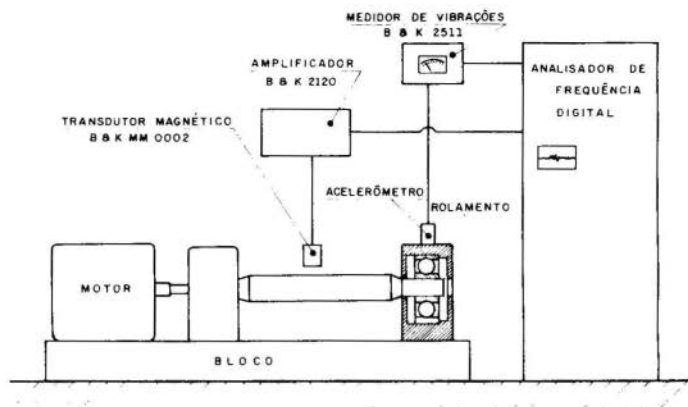 MEDIDOR DE VIBRAÇÕES
B & K 2511
AMPLIFICADOR
B & K 2120
ANALISADOR DE
FREQUÊNCIA
DIGITAL
TRANSDUTOR MAGNÉTICO
B & K MM 0002
ACELERÔMETRO
ROLAMENTO
MOTOR
BLOCO